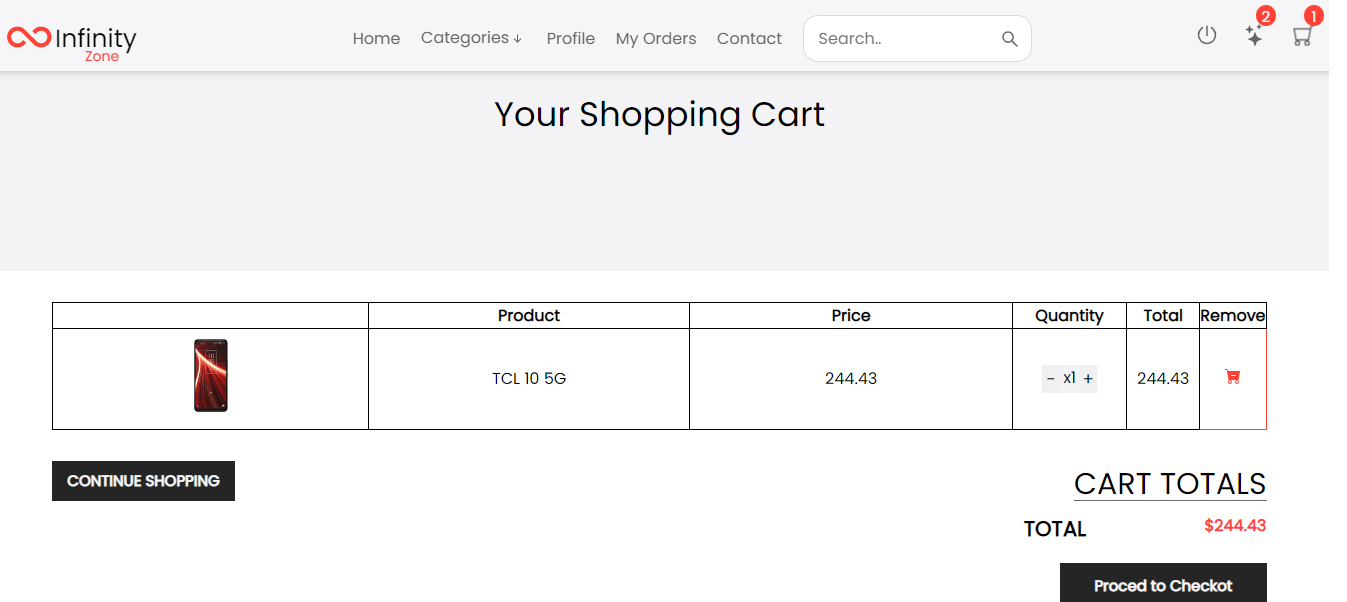 Infinity
Zone
Home Categories↓ Profile My Orders Contact Search.. 2 1
Your Shopping Cart
Product Price Quantity Total Remove
TCL 10 5G 244.43 - x1 + 244.43
CONTINUE SHOPPING
CART TOTALS
TOTAL $244.43
Proced to Checkot